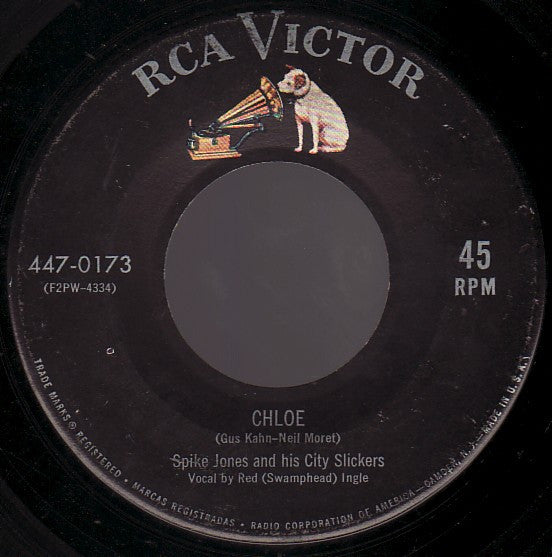 RCA VICTOR
447-0173
(F2PW-4334)
45
RPM
CHLOE
(Gus Kahn-Neil Moret)
Spike Jones and his City Slickers
Vocal by Red (Swamphead) Ingle
TRADE MARKS ® REGISTERED • MARCAS REGISTRADAS • RADIO CORPORATION OF AMERICA-CAMDEN, N. J.-MADE IN U.S.A.